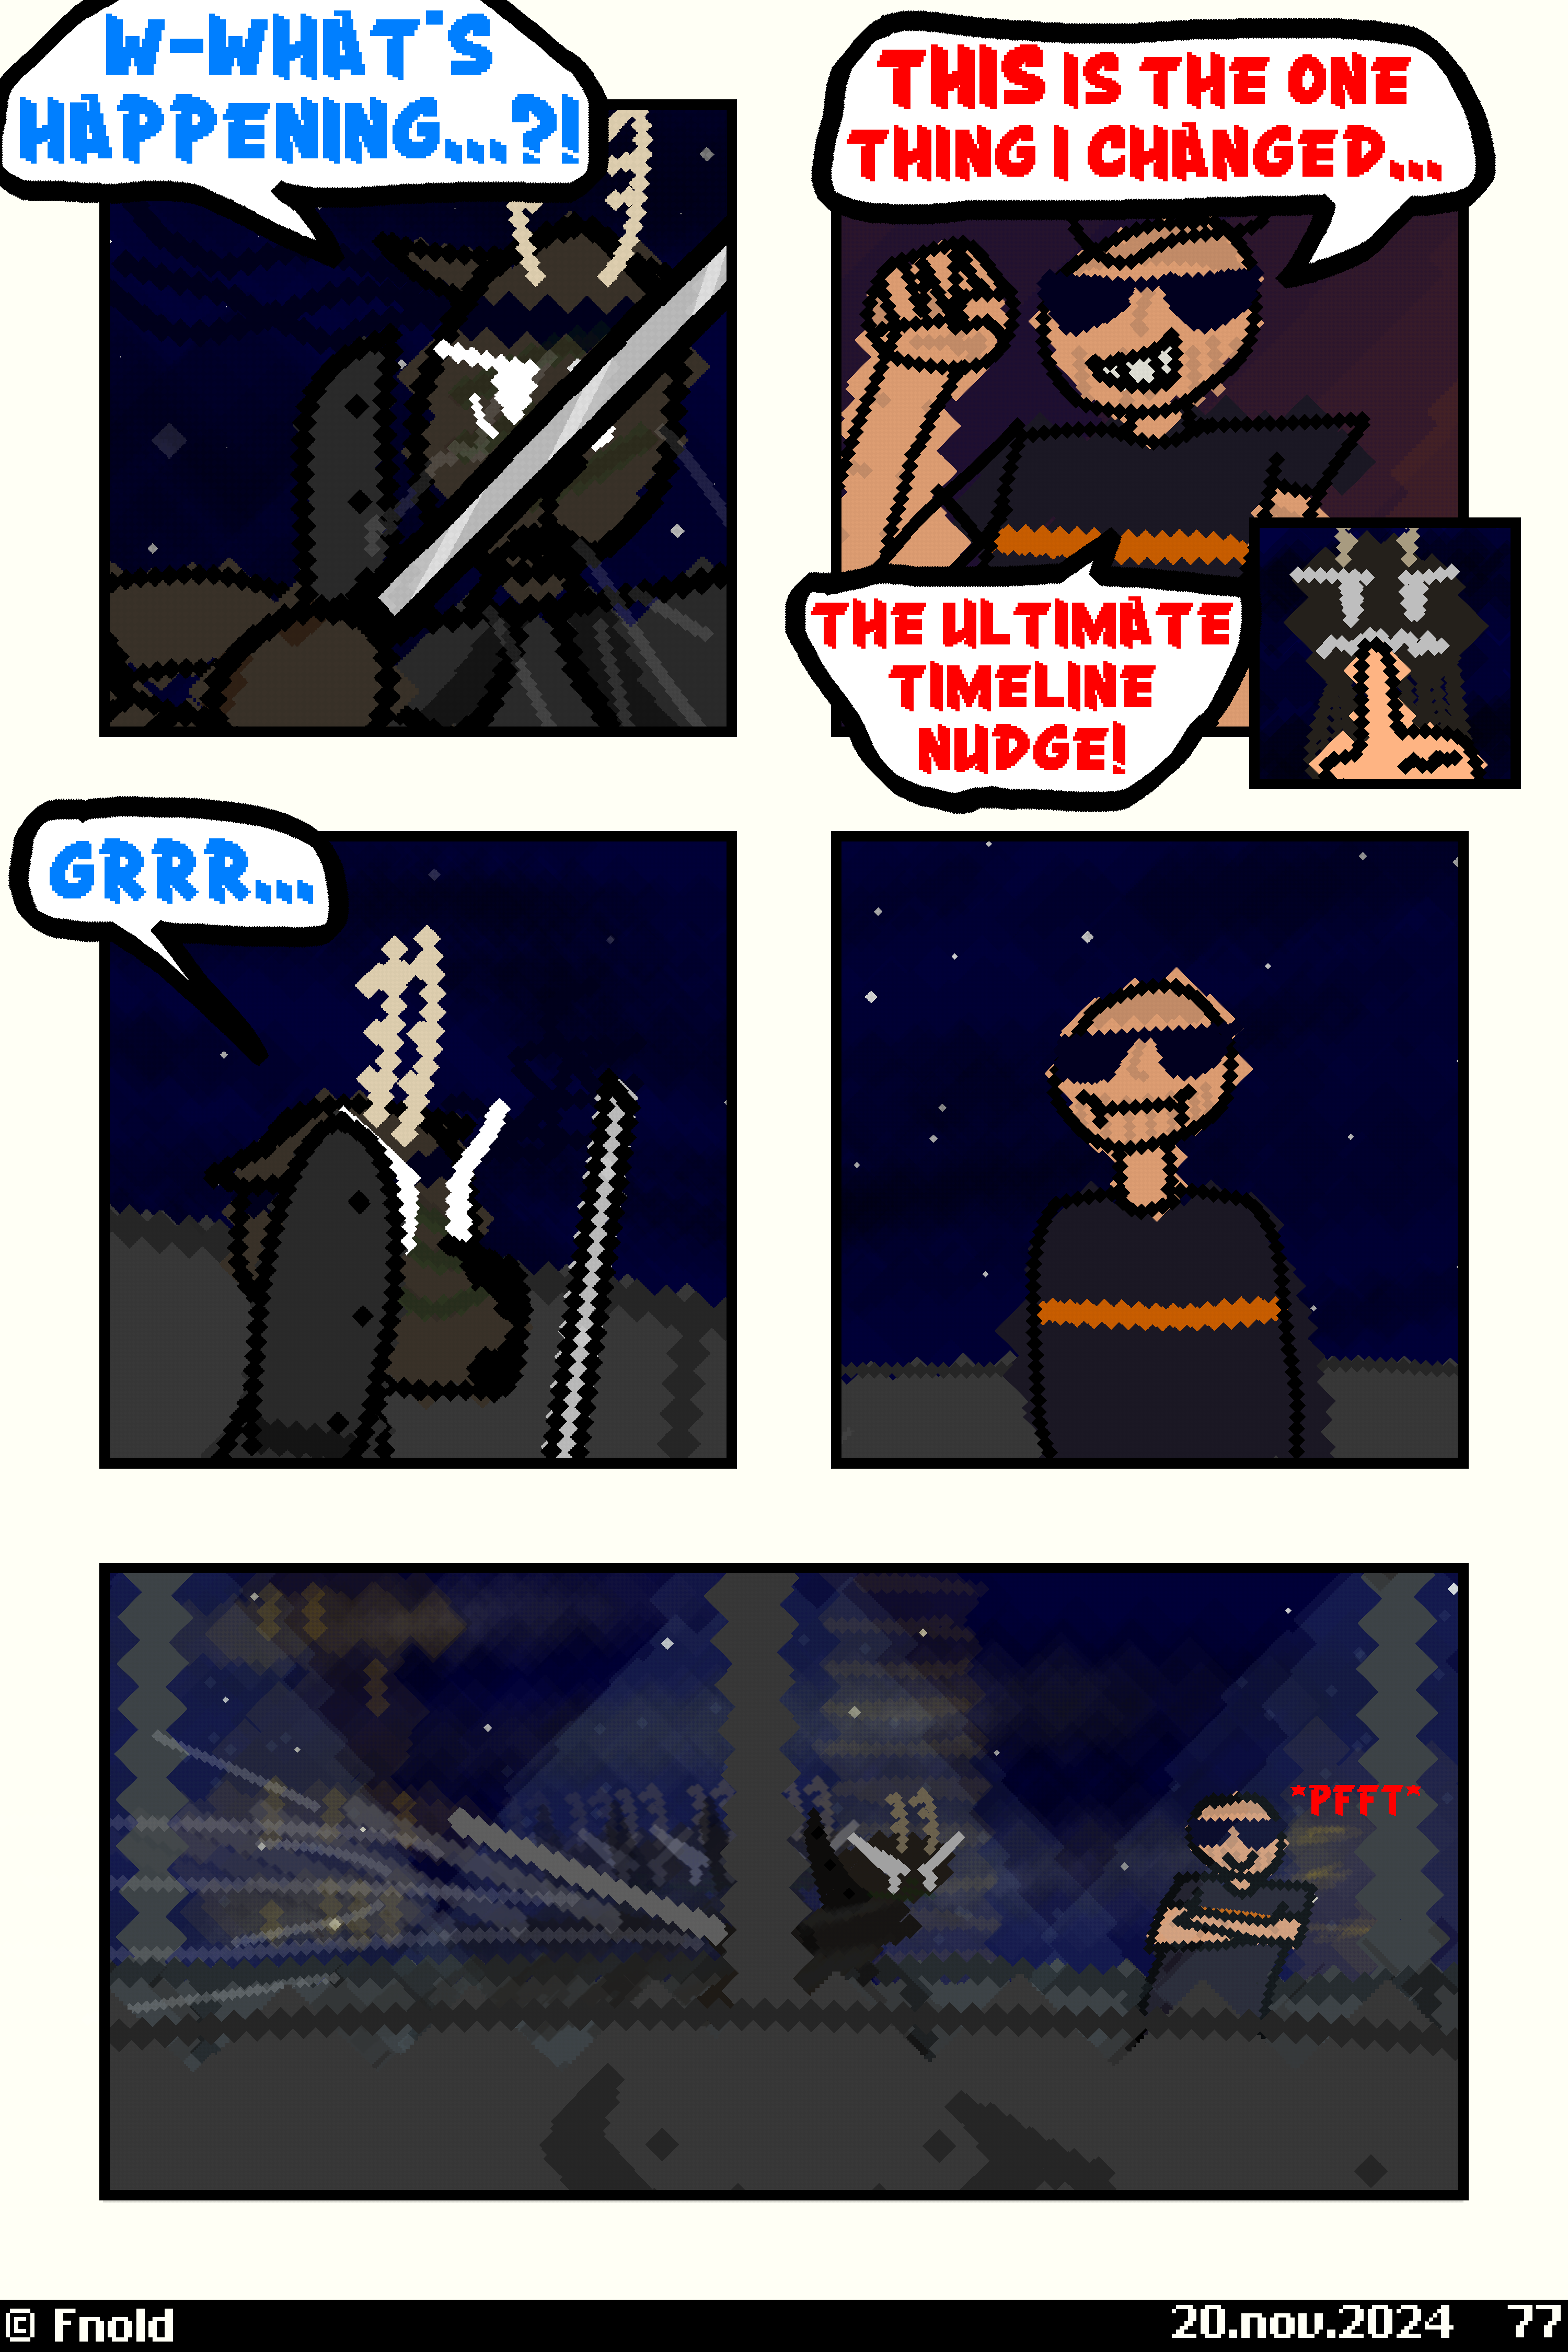 W-WHAT'S
HAPPENING...?!
THIS IS THE ONE
THING I CHANGED...
THE ULTIMATE
TIMELINE
NUDGE!
GRRR...
*PFFT*
© Fnold
20.nov.2024 77